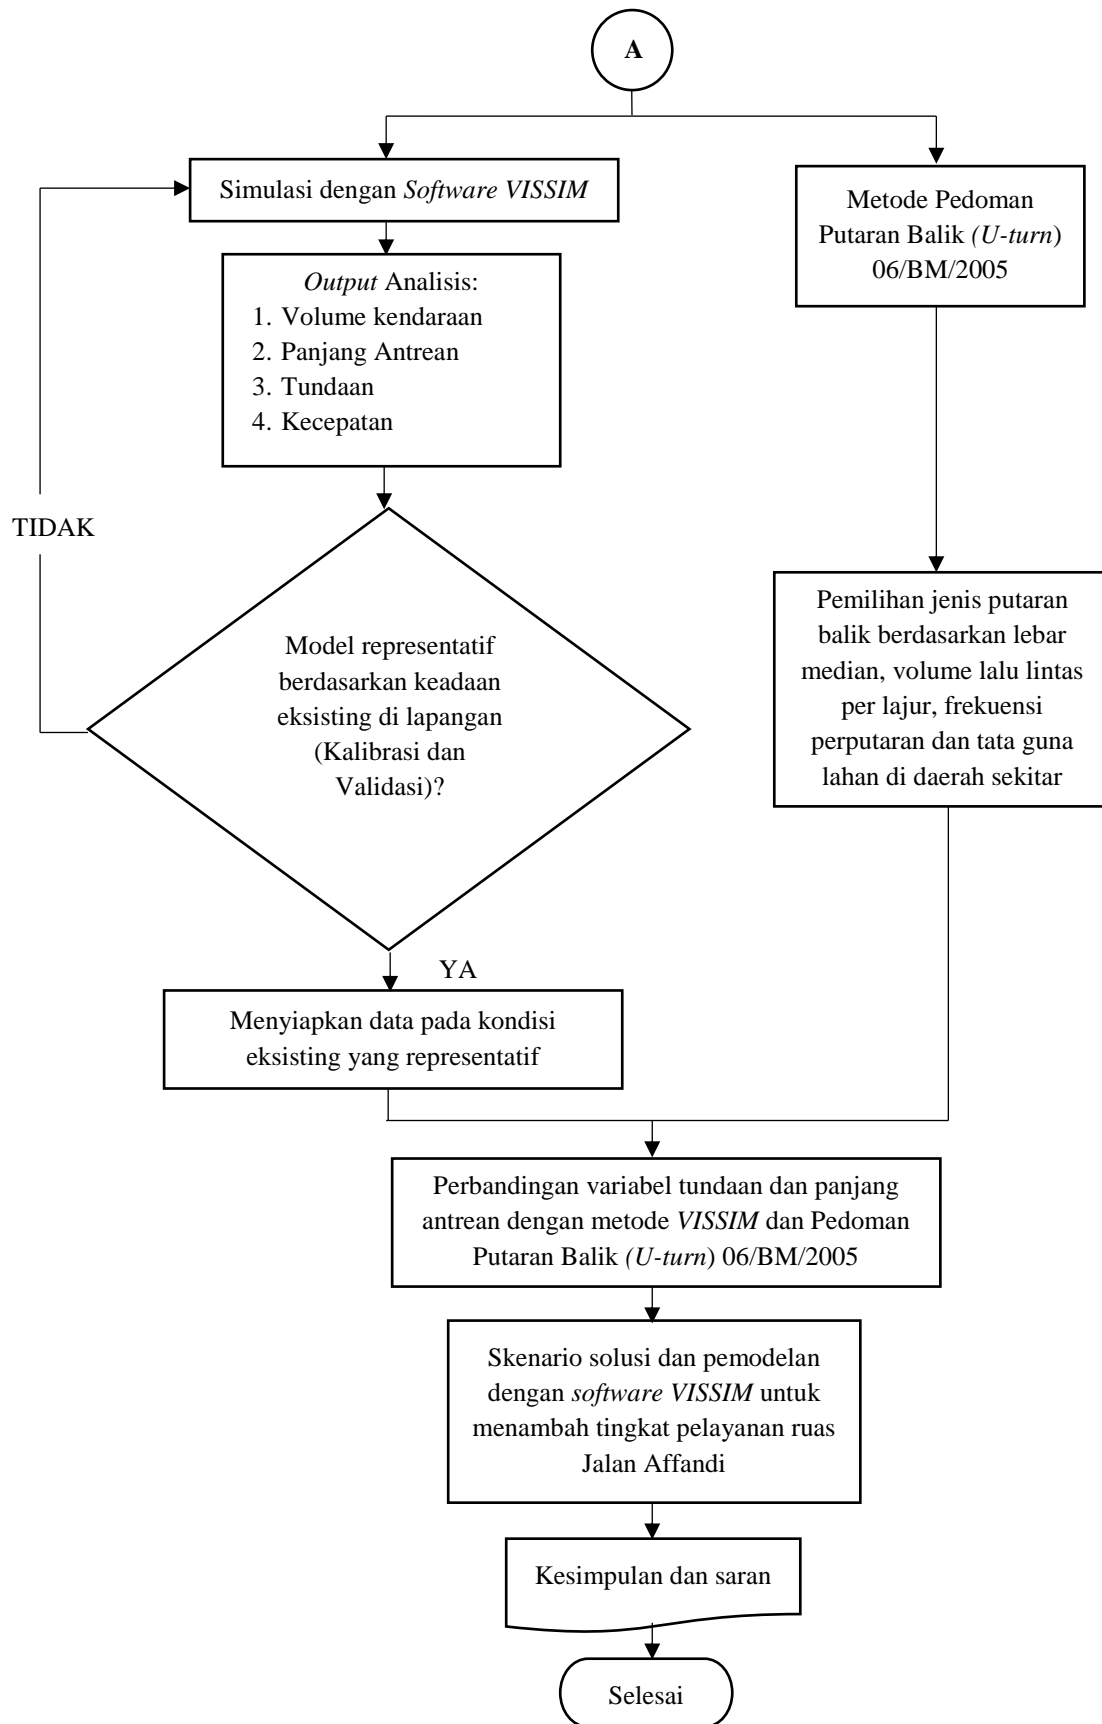 A
Simulasi dengan Software VISSIM
Metode Pedoman
Putaran Balik (U-turn)
06/BM/2005
Output Analisis:
1. Volume kendaraan
2. Panjang Antrean
3. Tundaan
4. Kecepatan
TIDAK
Model representatif
berdasarkan keadaan
eksisting di lapangan
(Kalibrasi dan
Validasi)?
Pemilihan jenis putaran
balik berdasarkan lebar
median, volume lalu lintas
per lajur, frekuensi
perputaran dan tata guna
lahan di daerah sekitar
YA
Menyiapkan data pada kondisi
eksisting yang representatif
Perbandingan variabel tundaan dan panjang
antrean dengan metode VISSIM dan Pedoman
Putaran Balik (U-turn) 06/BM/2005
Skenario solusi dan pemodelan
dengan software VISSIM untuk
menambah tingkat pelayanan ruas
Jalan Affandi
Kesimpulan dan saran
Selesai